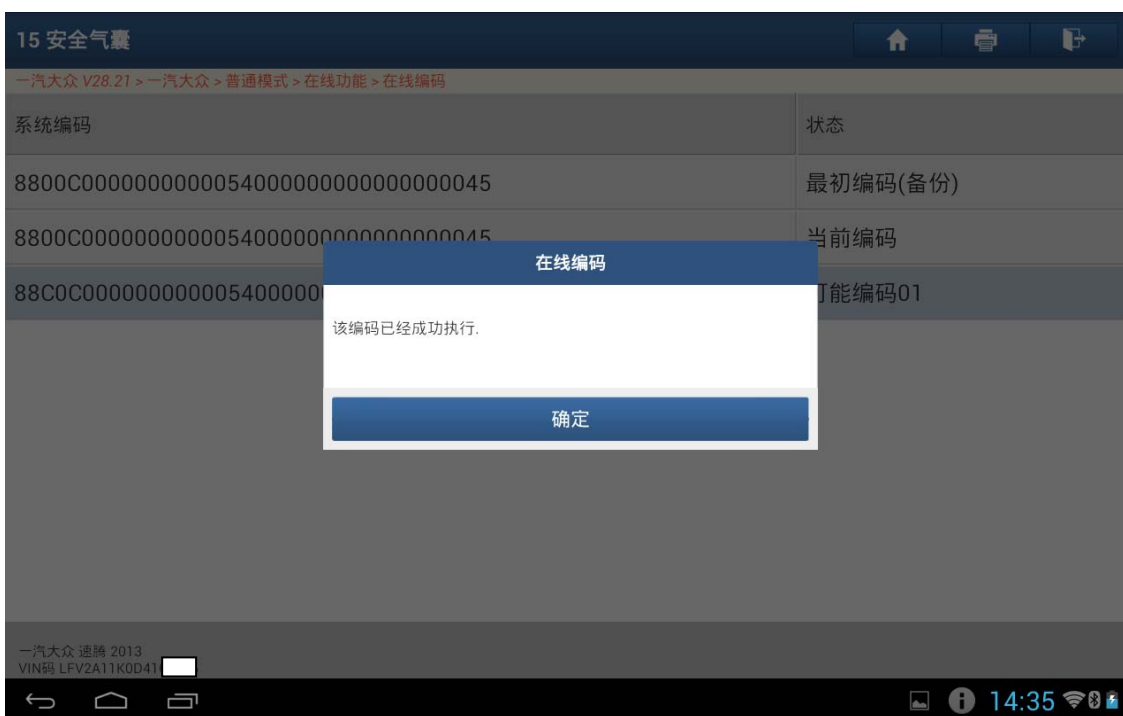 15 安全气囊
一汽大众 V28.21 > 一汽大众 > 普通模式 > 在线功能 > 在线编码
系统编码 状态
8800C00000000000540000000000000000045 最初编码(备份)
8800C00000000000540000000000000000045 当前编码
88C0C000000000005400000 可能编码01
在线编码
该编码已经成功执行.
确定
一汽大众 速腾 2013
VIN码 LFV2A11K0D41
14:35